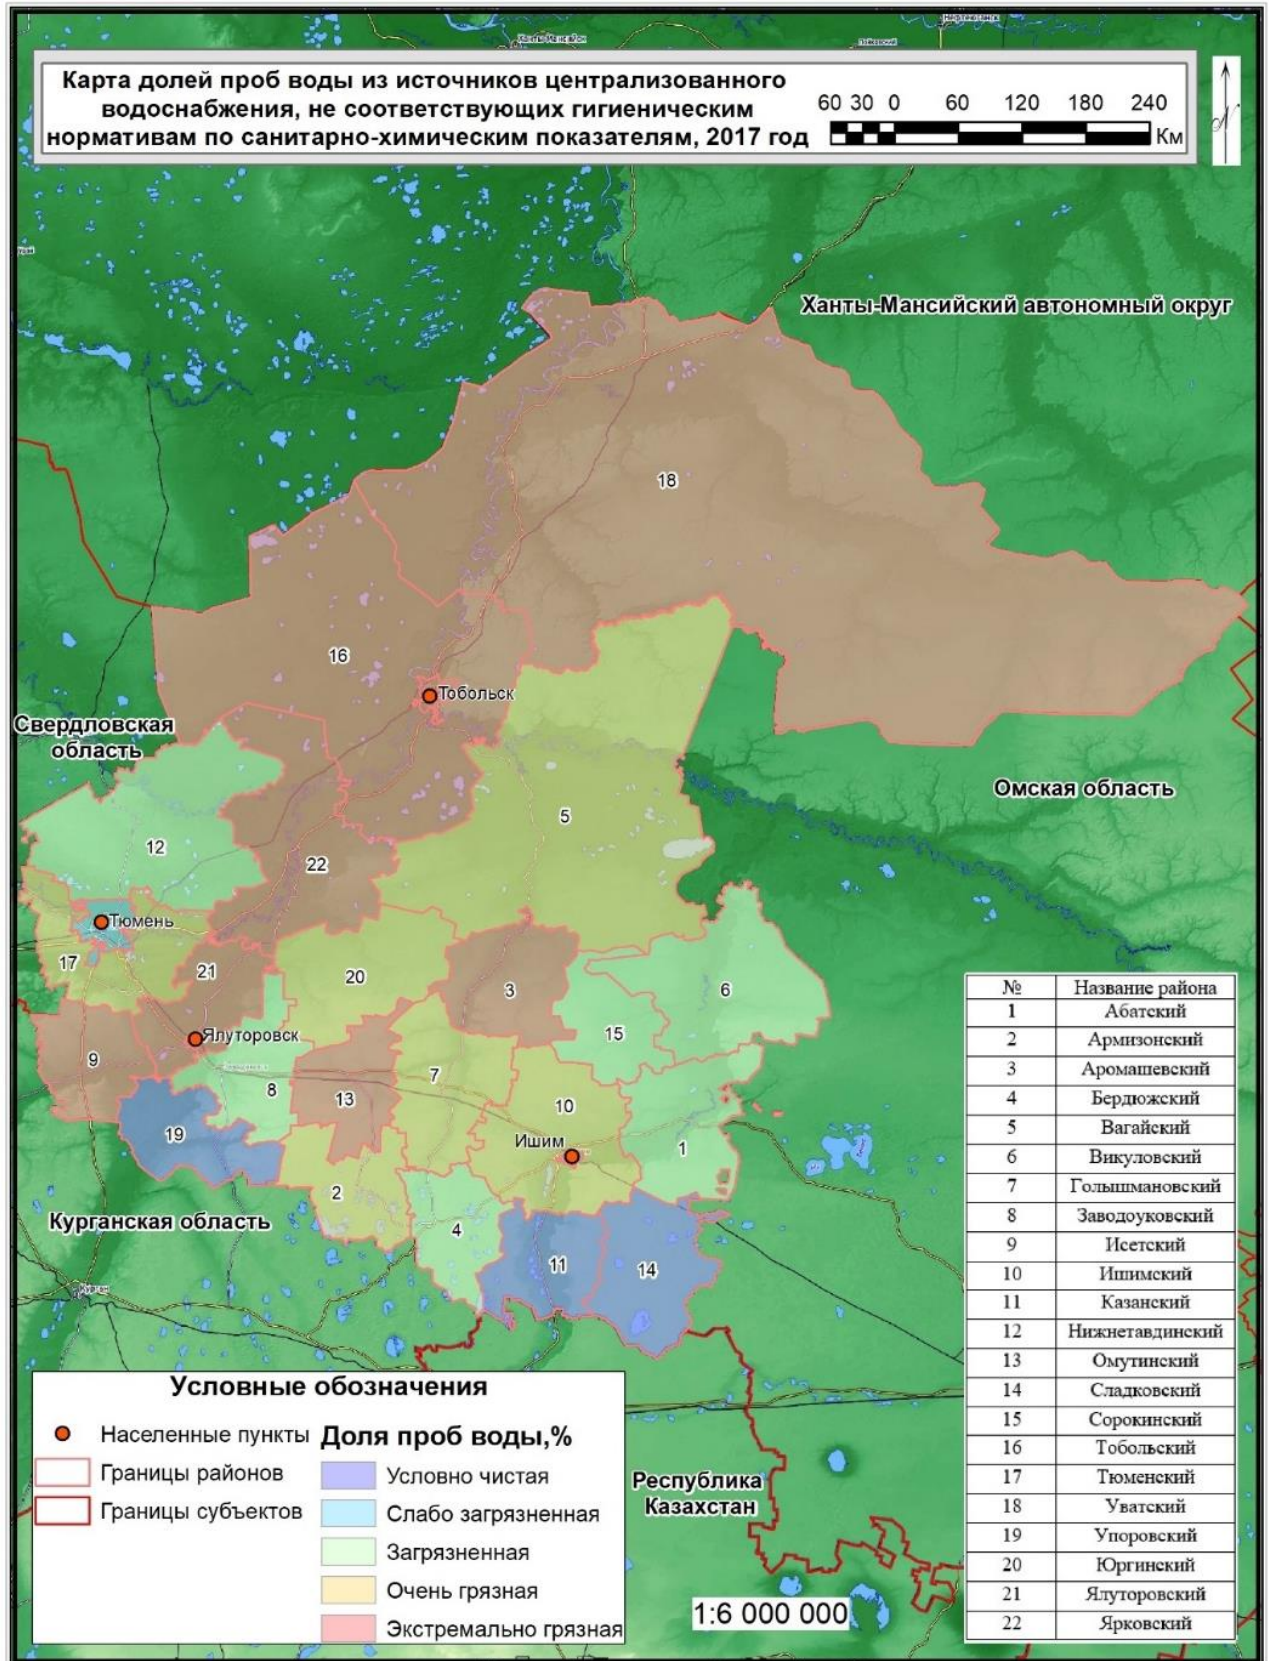 Ханты-Мансийск
Нефтеюганск
Пойковский
Карта долей проб воды из источников централизованного
водоснабжения, не соответствующих гигиеническим
нормативам по санитарно-химическим показателям, 2017 год
60 30 0 60 120 180 240
Км
N
Ханты-Мансийский автономный округ
18
16
Тобольск
Свердловская
область
Омская область
5
12
22
Тюмень
17
21
20
3
6
15
Ялуторовск
9
8
13
7
10
19
Ишим
1
2
Курганская область
4
11
14
Курган
№ Название района
1 Абатский
2 Армизонский
3 Аромашевский
4 Бердюжский
5 Вагайский
6 Викуловский
7 Голышмановский
8 Заводоуковский
9 Исетский
10 Ишимский
11 Казанский
12 Нижнетавдинский
13 Омутинский
14 Сладковский
15 Сорокинский
16 Тобольский
17 Тюменский
18 Уватский
19 Упоровский
20 Юргинский
21 Ялуторовский
22 Ярковский
Условные обозначения
Населенные пункты
Границы районов
Границы субъектов
Доля проб воды,%
Условно чистая
Слабо загрязненная
Загрязненная
Очень грязная
Экстремально грязная
Республика
Казахстан
1:6 000 000